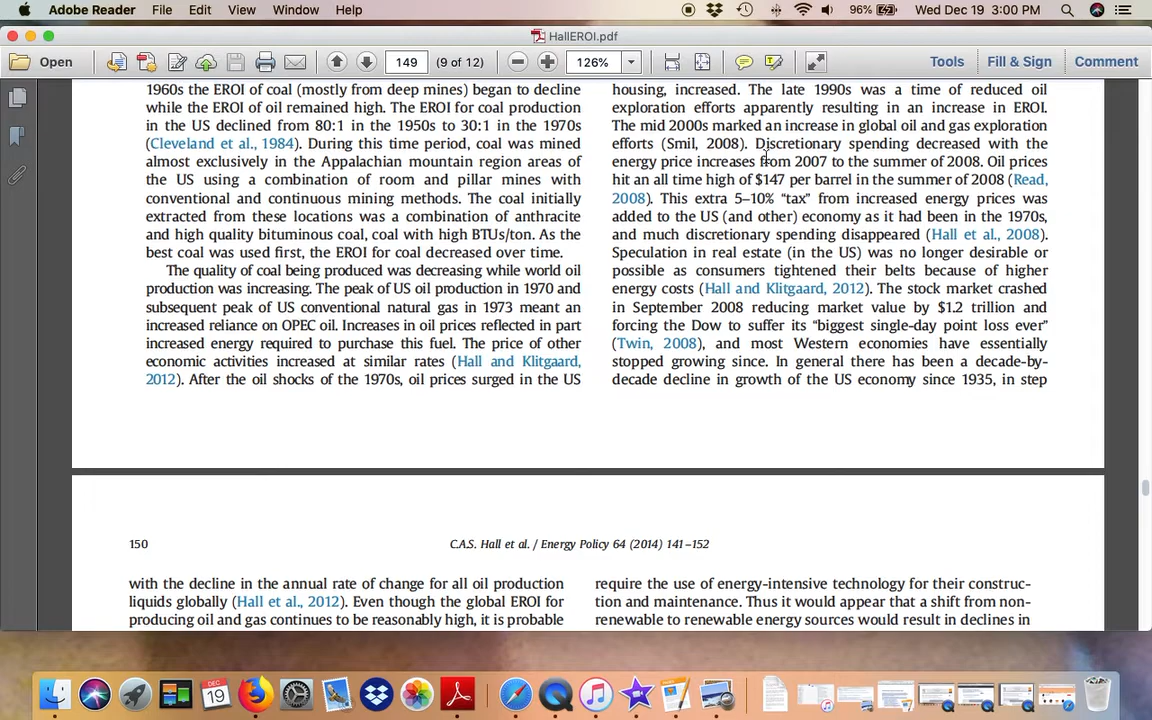 Adobe Reader File Edit View Window Help
96% Wed Dec 19 3:00 PM
HallEROI.pdf
Open 149 (9 of 12) 126% Tools Fill & Sign Comment
1960s the EROI of coal (mostly from deep mines) began to decline
while the EROI of oil remained high. The EROI for coal production
in the US declined from 80:1 in the 1950s to 30:1 in the 1970s
(Cleveland et al., 1984). During this time period, coal was mined
almost exclusively in the Appalachian mountain region areas of
the US using a combination of room and pillar mines with
conventional and continuous mining methods. The coal initially
extracted from these locations was a combination of anthracite
and high quality bituminous coal, coal with high BTUs/ton. As the
best coal was used first, the EROI for coal decreased over time.
The quality of coal being produced was decreasing while world oil
production was increasing. The peak of US oil production in 1970 and
subsequent peak of US conventional natural gas in 1973 meant an
increased reliance on OPEC oil. Increases in oil prices reflected in part
increased energy required to purchase this fuel. The price of other
economic activities increased at similar rates (Hall and Klitgaard,
2012). After the oil shocks of the 1970s, oil prices surged in the US
housing, increased. The late 1990s was a time of reduced oil
exploration efforts apparently resulting in an increase in EROI.
The mid 2000s marked an increase in global oil and gas exploration
efforts (Smil, 2008). Discretionary spending decreased with the
energy price increases from 2007 to the summer of 2008. Oil prices
hit an all time high of $147 per barrel in the summer of 2008 (Read,
2008). This extra 5–10% “tax” from increased energy prices was
added to the US (and other) economy as it had been in the 1970s,
and much discretionary spending disappeared (Hall et al., 2008).
Speculation in real estate (in the US) was no longer desirable or
possible as consumers tightened their belts because of higher
energy costs (Hall and Klitgaard, 2012). The stock market crashed
in September 2008 reducing market value by $1.2 trillion and
forcing the Dow to suffer its “biggest single-day point loss ever”
(Twin, 2008), and most Western economies have essentially
stopped growing since. In general there has been a decade-by-
decade decline in growth of the US economy since 1935, in step
150 C.A.S. Hall et al. / Energy Policy 64 (2014) 141–152
with the decline in the annual rate of change for all oil production
liquids globally (Hall et al., 2012). Even though the global EROI for
producing oil and gas continues to be reasonably high, it is probable
require the use of energy-intensive technology for their construc-
tion and maintenance. Thus it would appear that a shift from non-
renewable to renewable energy sources would result in declines in
DEC
19